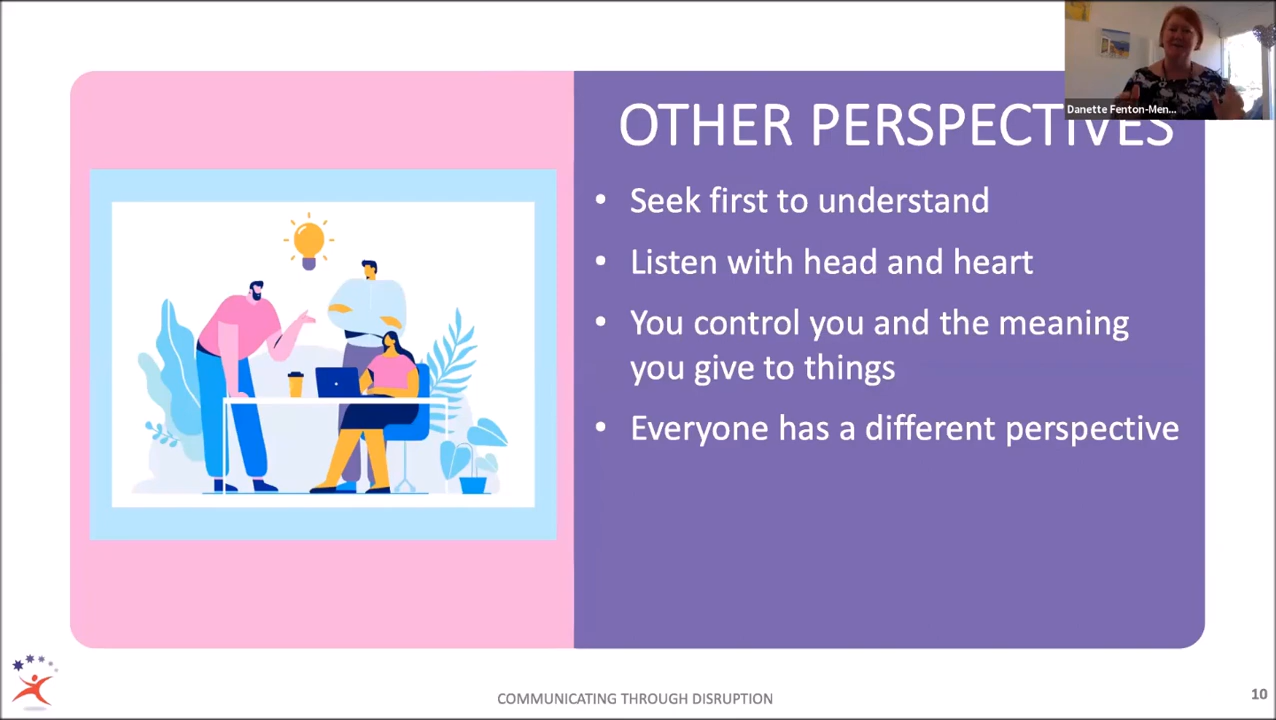 Danette Fenton-Men...
OTHER PERSPECTIVES
• Seek first to understand
• Listen with head and heart
• You control you and the meaning
you give to things
• Everyone has a different perspective
COMMUNICATING THROUGH DISRUPTION
10